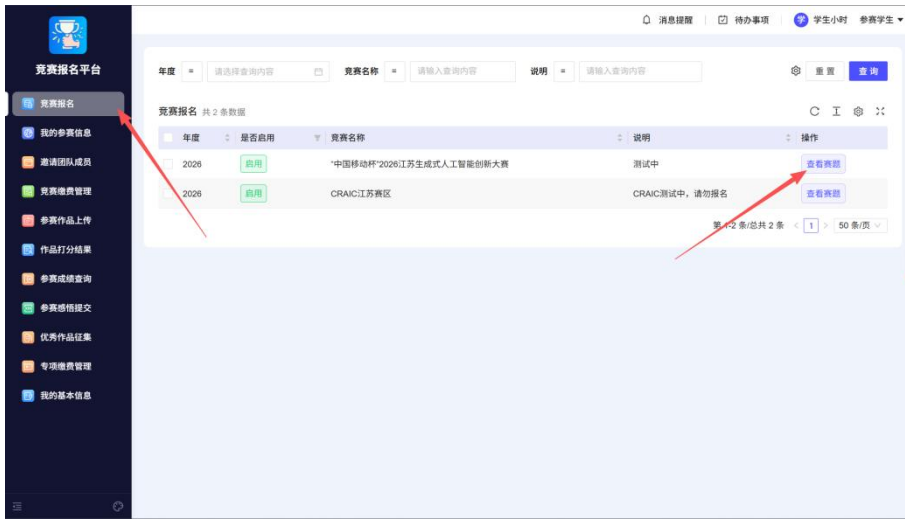 消息提醒 待办事项 学 学生小时 参赛学生
竞赛报名平台
竞赛报名
我的参赛信息
邀请团队成员
竞赛缴费管理
参赛作品上传
作品打分结果
参赛成绩查询
参赛感悟提交
优秀作品征集
专项缴费管理
我的基本信息
年度 = 请选择查询内容 竞赛名称 = 请输入查询内容 说明 = 请输入查询内容 重置 查询
竞赛报名 共 2 条数据
年度 是否启用 竞赛名称 说明 操作
2026 启用 “中国移动杯”2026江苏生成式人工智能创新大赛 测试中 查看赛题
2026 启用 CRAIC江苏赛区 CRAIC测试中，请勿报名 查看赛题
第 1-2 条/总共 2 条 < 1 > 50 条/页